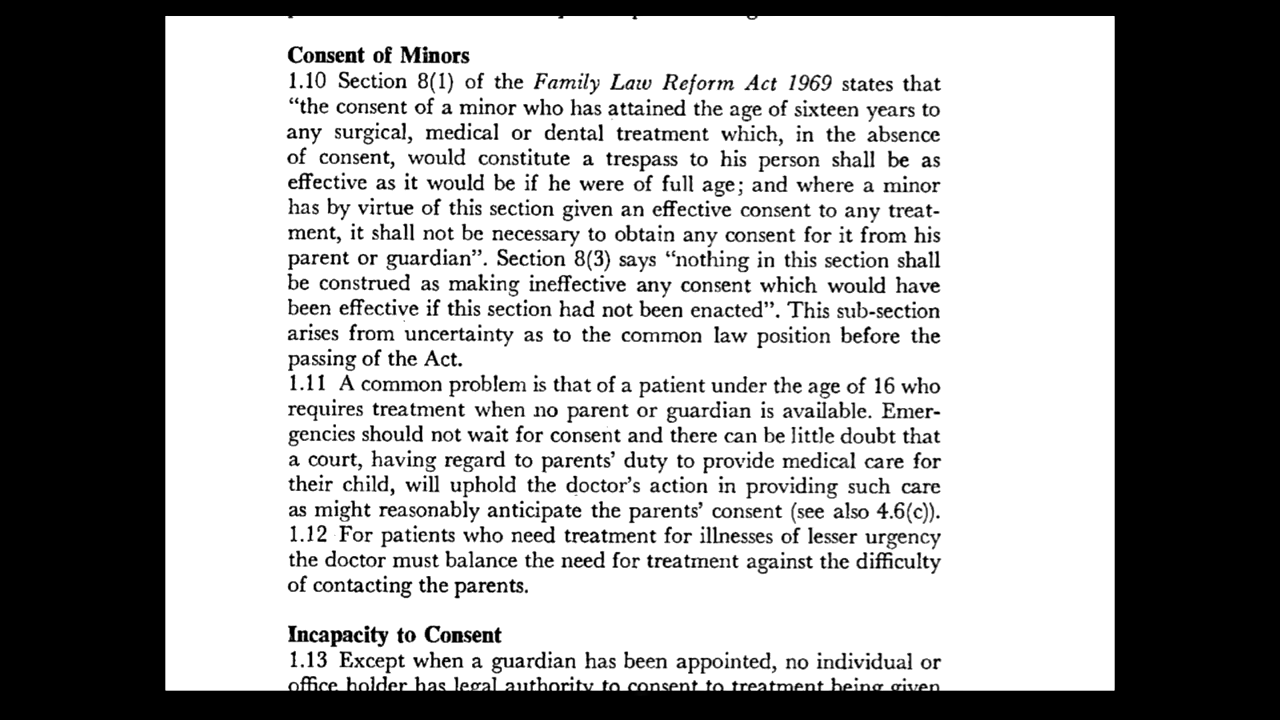 Consent of Minors
1.10 Section 8(1) of the Family Law Reform Act 1969 states that
“the consent of a minor who has attained the age of sixteen years to
any surgical, medical or dental treatment which, in the absence
of consent, would constitute a trespass to his person shall be as
effective as it would be if he were of full age; and where a minor
has by virtue of this section given an effective consent to any treat-
ment, it shall not be necessary to obtain any consent for it from his
parent or guardian”. Section 8(3) says “nothing in this section shall
be construed as making ineffective any consent which would have
been effective if this section had not been enacted”. This sub-section
arises from uncertainty as to the common law position before the
passing of the Act.
1.11 A common problem is that of a patient under the age of 16 who
requires treatment when no parent or guardian is available. Emer-
gencies should not wait for consent and there can be little doubt that
a court, having regard to parents’ duty to provide medical care for
their child, will uphold the doctor’s action in providing such care
as might reasonably anticipate the parents’ consent (see also 4.6(c)).
1.12 For patients who need treatment for illnesses of lesser urgency
the doctor must balance the need for treatment against the difficulty
of contacting the parents.
Incapacity to Consent
1.13 Except when a guardian has been appointed, no individual or
office holder has legal authority to consent to treatment being given